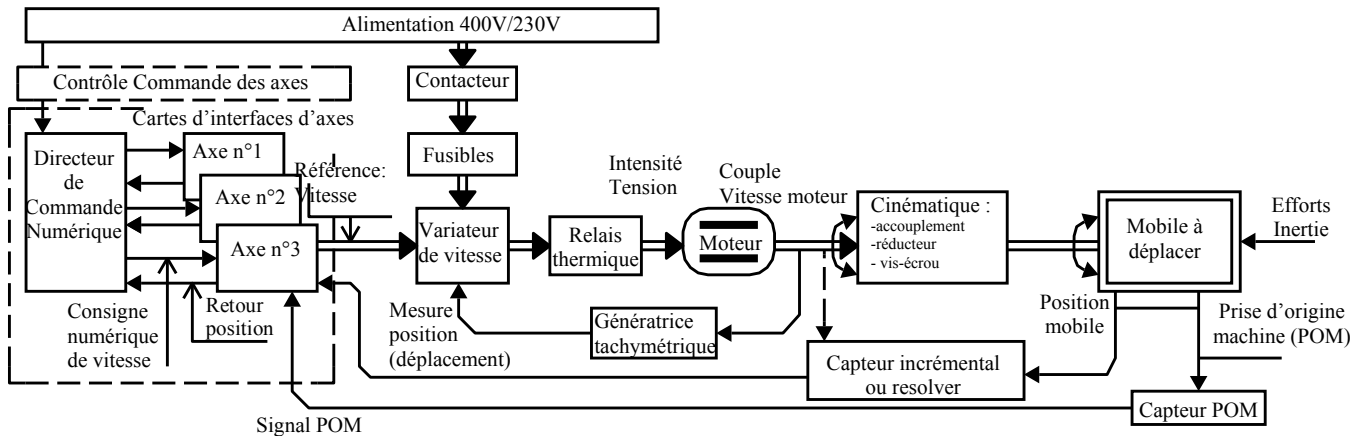 Alimentation 400V/230V
Contrôle Commande des axes
Contacteur
Cartes d'interfaces d'axes
Directeur
de
Commande
Numérique
Axe n°1
Axe n°2
Axe n°3
Référence:
Vitesse
Fusibles
Variateur
de vitesse
Intensité
Tension
Relais
thermique
Couple
Vitesse moteur
Moteur
Cinématique :
-accouplement
-réducteur
- vis-écrou
Mobile à
déplacer
Efforts
Inertie
Consigne
numérique
de vitesse
Retour
position
Mesure
position
(déplacement)
Génératrice
tachymétrique
Position
mobile
Prise d'origine
machine (POM)
Capteur incrémental
ou resolver
Capteur POM
Signal POM